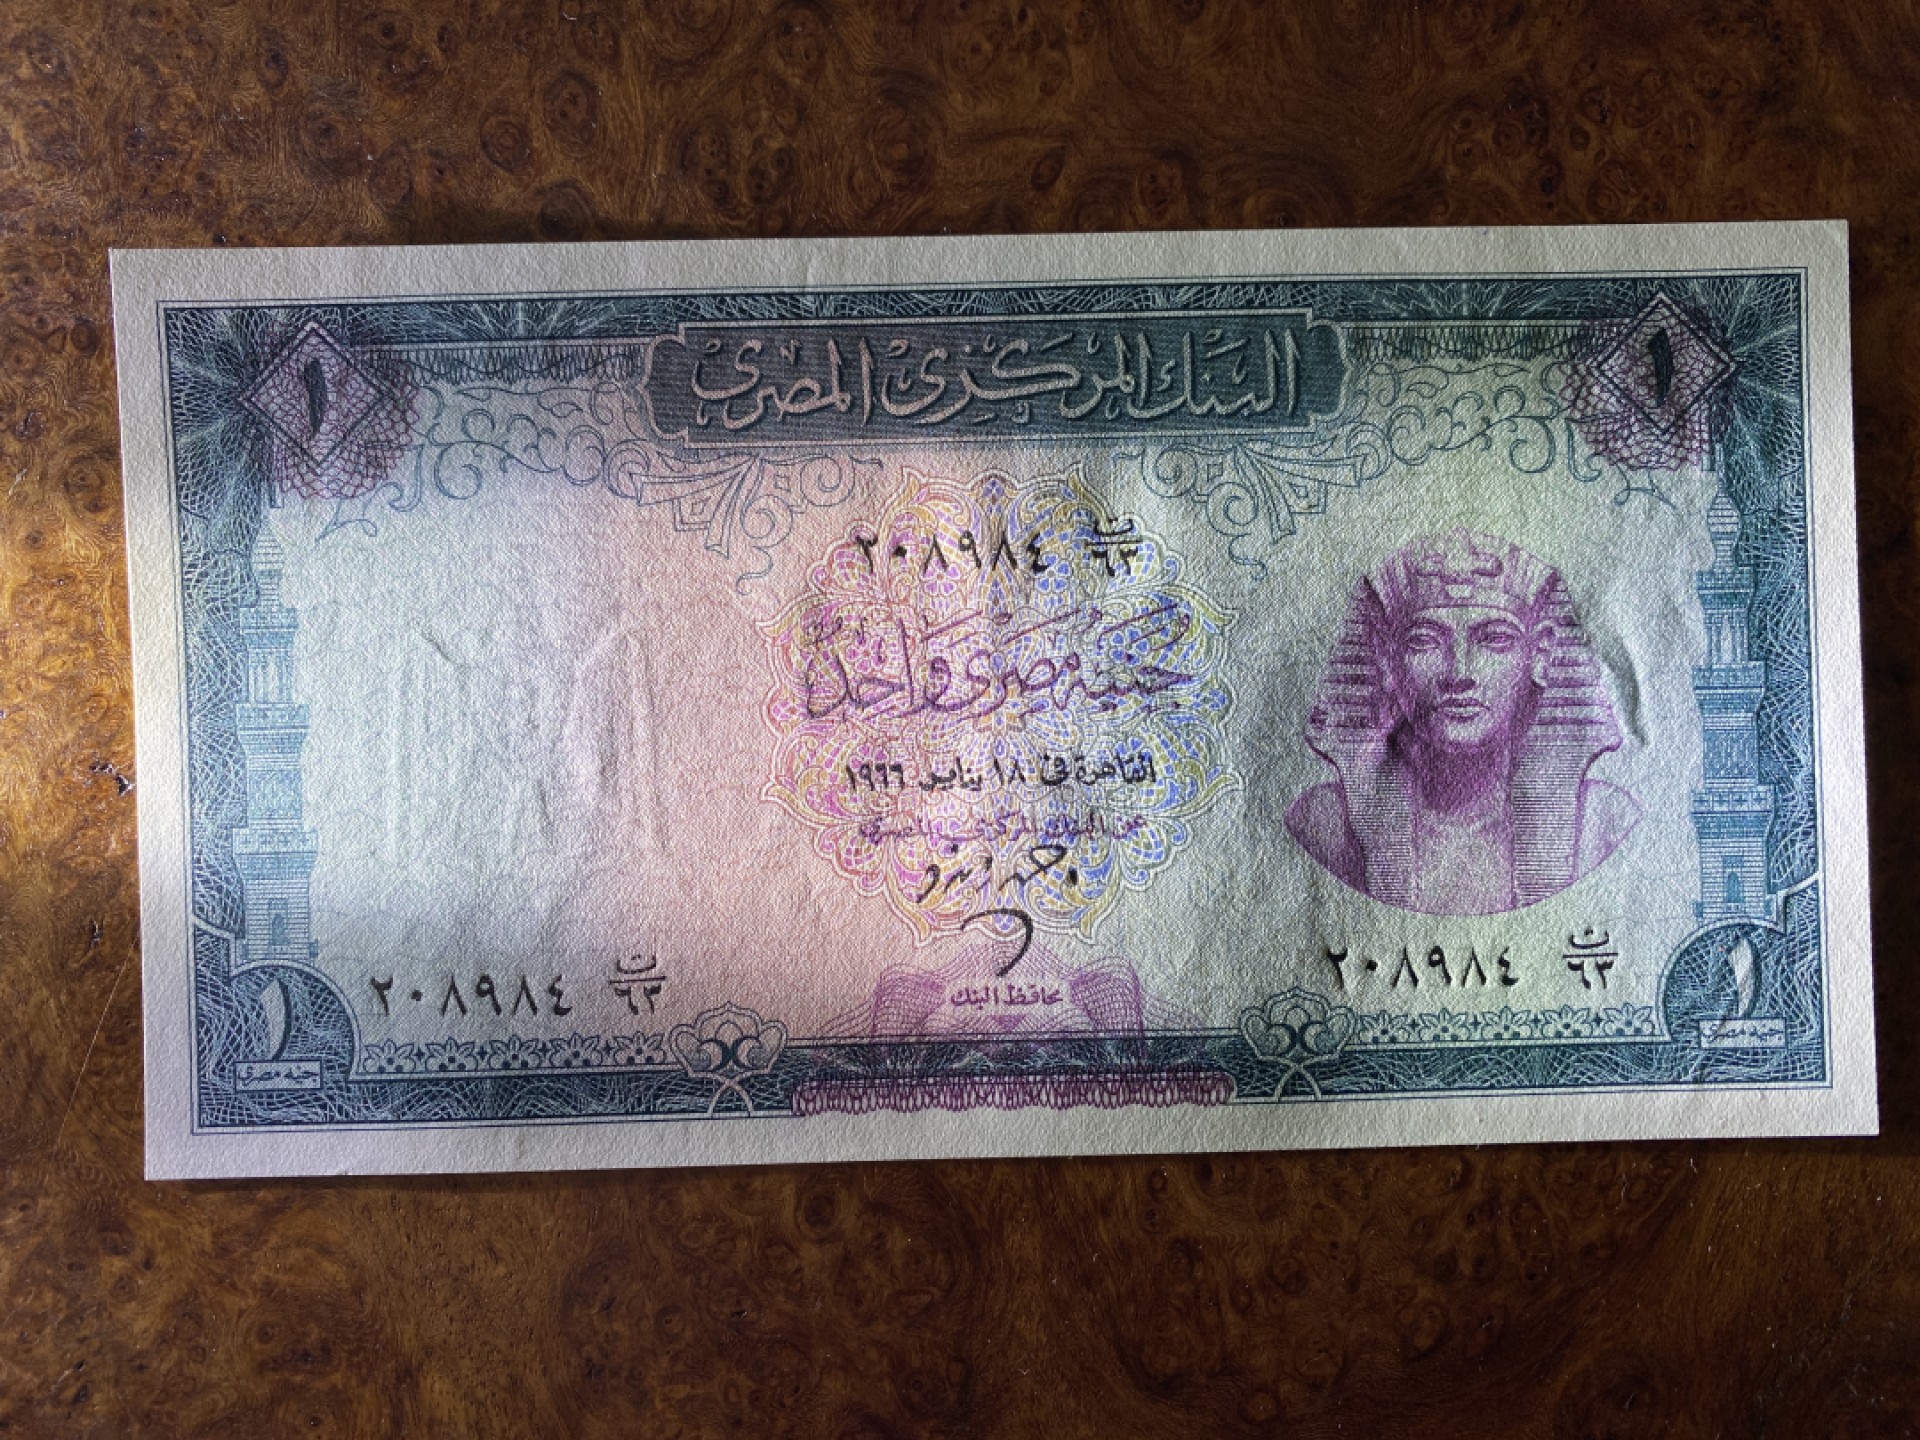 البنك المركزى المصرى
١
١
٢٠٨٩٨٤ ت/٦٣
جنيه مصرى واحد
القاهرة فى ١٨ يناير ١٩٦٦
عن البنك المركزى المصرى
محافظ البنك
٢٠٨٩٨٤ ت/٦٣
٢٠٨٩٨٤ ت/٦٣
١
جنيه مصرى
١
جنيه مصرى